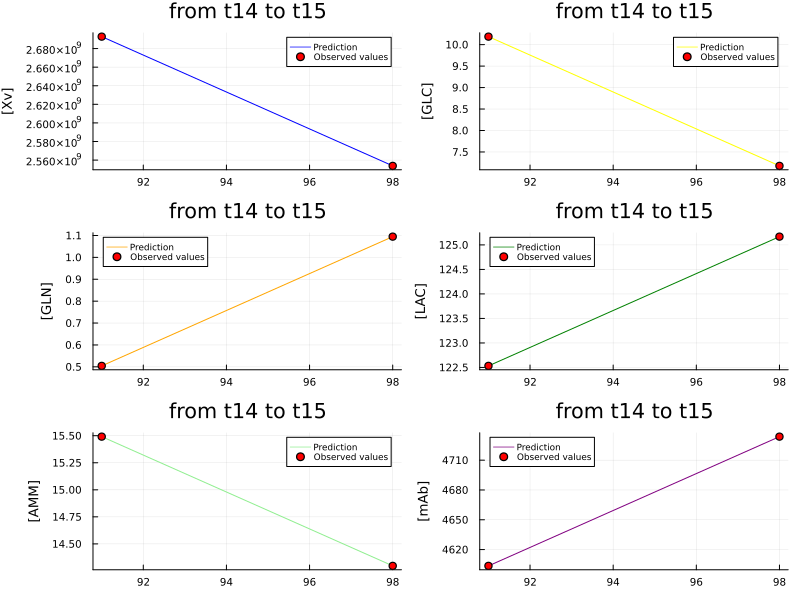 from t14 to t15
[Xv]
2.680×10⁹
2.660×10⁹
2.640×10⁹
2.620×10⁹
2.600×10⁹
2.580×10⁹
2.560×10⁹
Prediction
Observed values
92 94 96 98
from t14 to t15
[GLC]
10.0
9.5
9.0
8.5
8.0
7.5
Prediction
Observed values
92 94 96 98
from t14 to t15
[GLN]
1.1
1.0
0.9
0.8
0.7
0.6
0.5
Prediction
Observed values
92 94 96 98
from t14 to t15
[LAC]
125.0
124.5
124.0
123.5
123.0
122.5
Prediction
Observed values
92 94 96 98
from t14 to t15
[AMM]
15.50
15.25
15.00
14.75
14.50
Prediction
Observed values
92 94 96 98
from t14 to t15
[mAb]
4710
4680
4650
4620
Prediction
Observed values
92 94 96 98